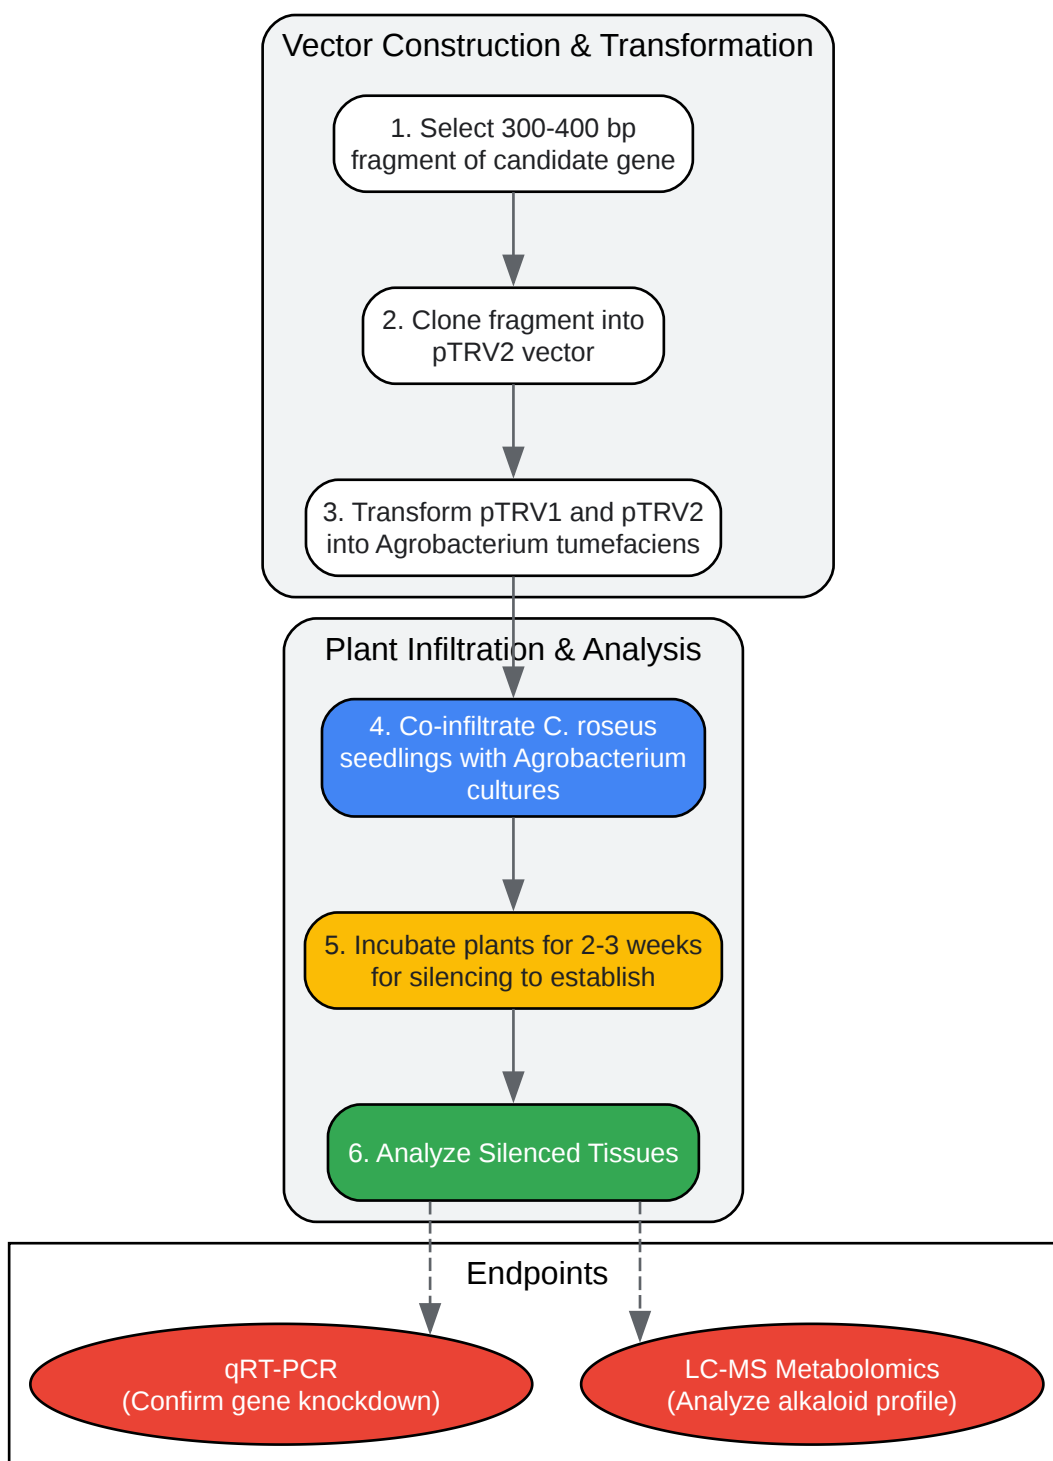 Vector Construction & Transformation
1. Select 300-400 bp
fragment of candidate gene
2. Clone fragment into
pTRV2 vector
3. Transform pTRV1 and pTRV2
into Agrobacterium tumefaciens
Plant Infiltration & Analysis
4. Co-infiltrate C. roseus
seedlings with Agrobacterium
cultures
5. Incubate plants for 2-3 weeks
for silencing to establish
6. Analyze Silenced Tissues
Endpoints
qRT-PCR
(Confirm gene knockdown)
LC-MS Metabolomics
(Analyze alkaloid profile)